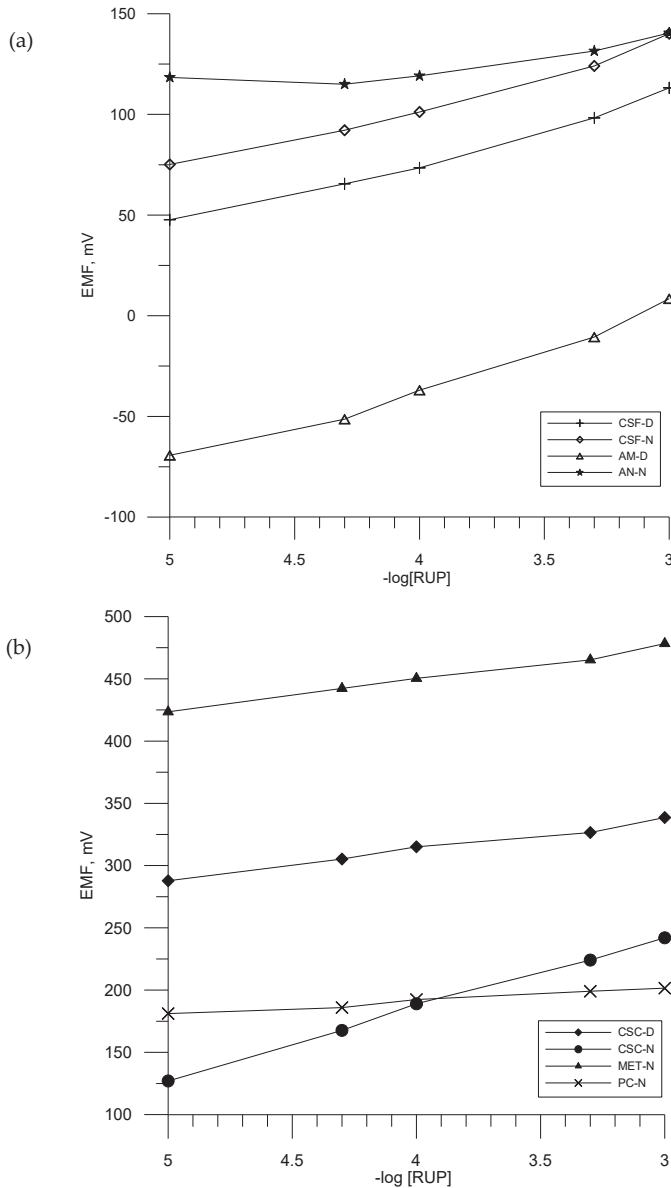 (a)
150
100
50
0
-50
-100
EMF, mV
5
4.5
4
3.5
3
-log[RUP]
CSF-D
CSF-N
AM-D
AN-N
(b)
500
450
400
350
300
250
200
150
100
EMF, mV
5
4.5
4
3.5
3
-log [RUP]
CSC-D
CSC-N
MET-N
PC-N